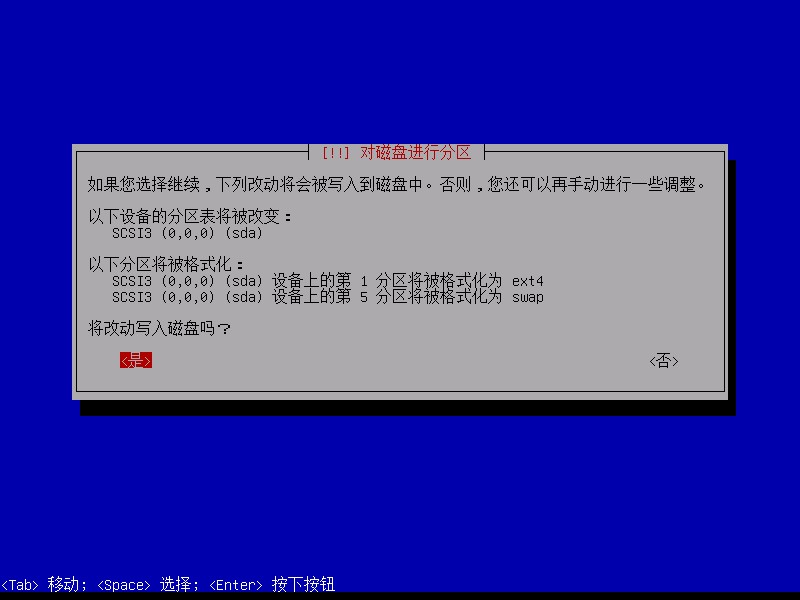 [!!] 对磁盘进行分区
如果您选择继续，下列改动将会被写入到磁盘中。否则，您还可以再手动进行一些调整。
以下设备的分区表将被改变：
SCSI3 (0,0,0) (sda)
以下分区将被格式化：
SCSI3 (0,0,0) (sda) 设备上的第 1 分区将被格式化为 ext4
SCSI3 (0,0,0) (sda) 设备上的第 5 分区将被格式化为 swap
将改动写入磁盘吗？
<是> <否>
<Tab> 移动; <Space> 选择; <Enter> 按下按钮